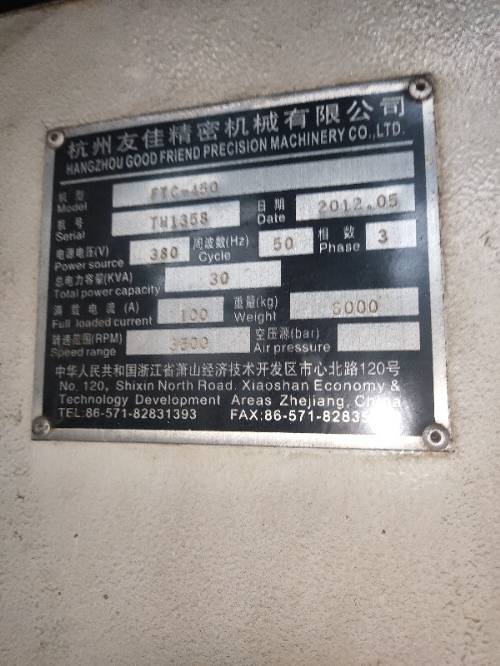 杭州友佳精密机械有限公司
HANGZHOU GOOD FRIEND PRECISION MACHINERY CO.,LTD.
机型 Model FTC-450
机号 Serial TH1358 日期 Date 2012.05
电源电压(V) Power source 380 周波数(Hz) Cycle 50 相数 Phase 3
总电力容量(KVA) Total power capacity 30
满载电流(A) Full loaded current 100 重量(kg) Weight
转速范围(RPM) Speed range 3500 空压源(bar) Air pressure
中华人民共和国浙江省萧山经济技术开发区市心北路120号
No. 120, Shixin North Road. Xiaoshan Economy &
Technology Development Areas Zhejiang, China
TEL:86-571-82831393 FAX:86-571-8283